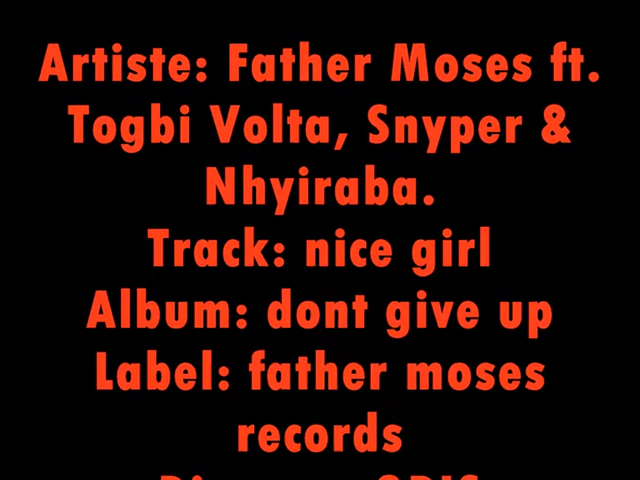 Artiste: Father Moses ft.
Togbi Volta, Snyper &
Nhyiraba.
Track: nice girl
Album: dont give up
Label: father moses
records